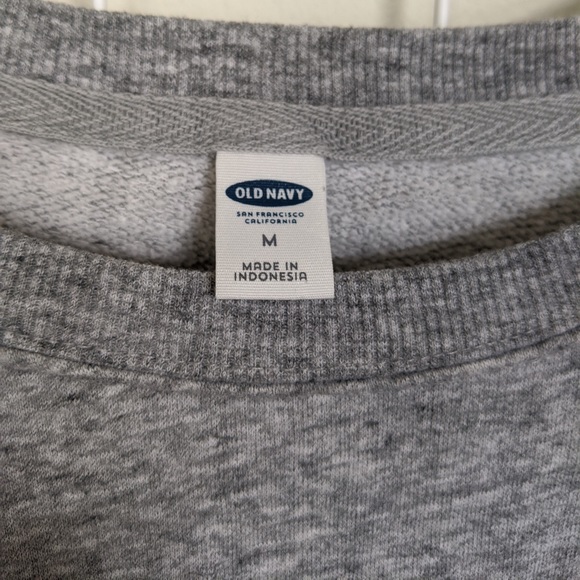 OLD NAVY
SAN FRANCISCO
CALIFORNIA
M
MADE IN
INDONESIA